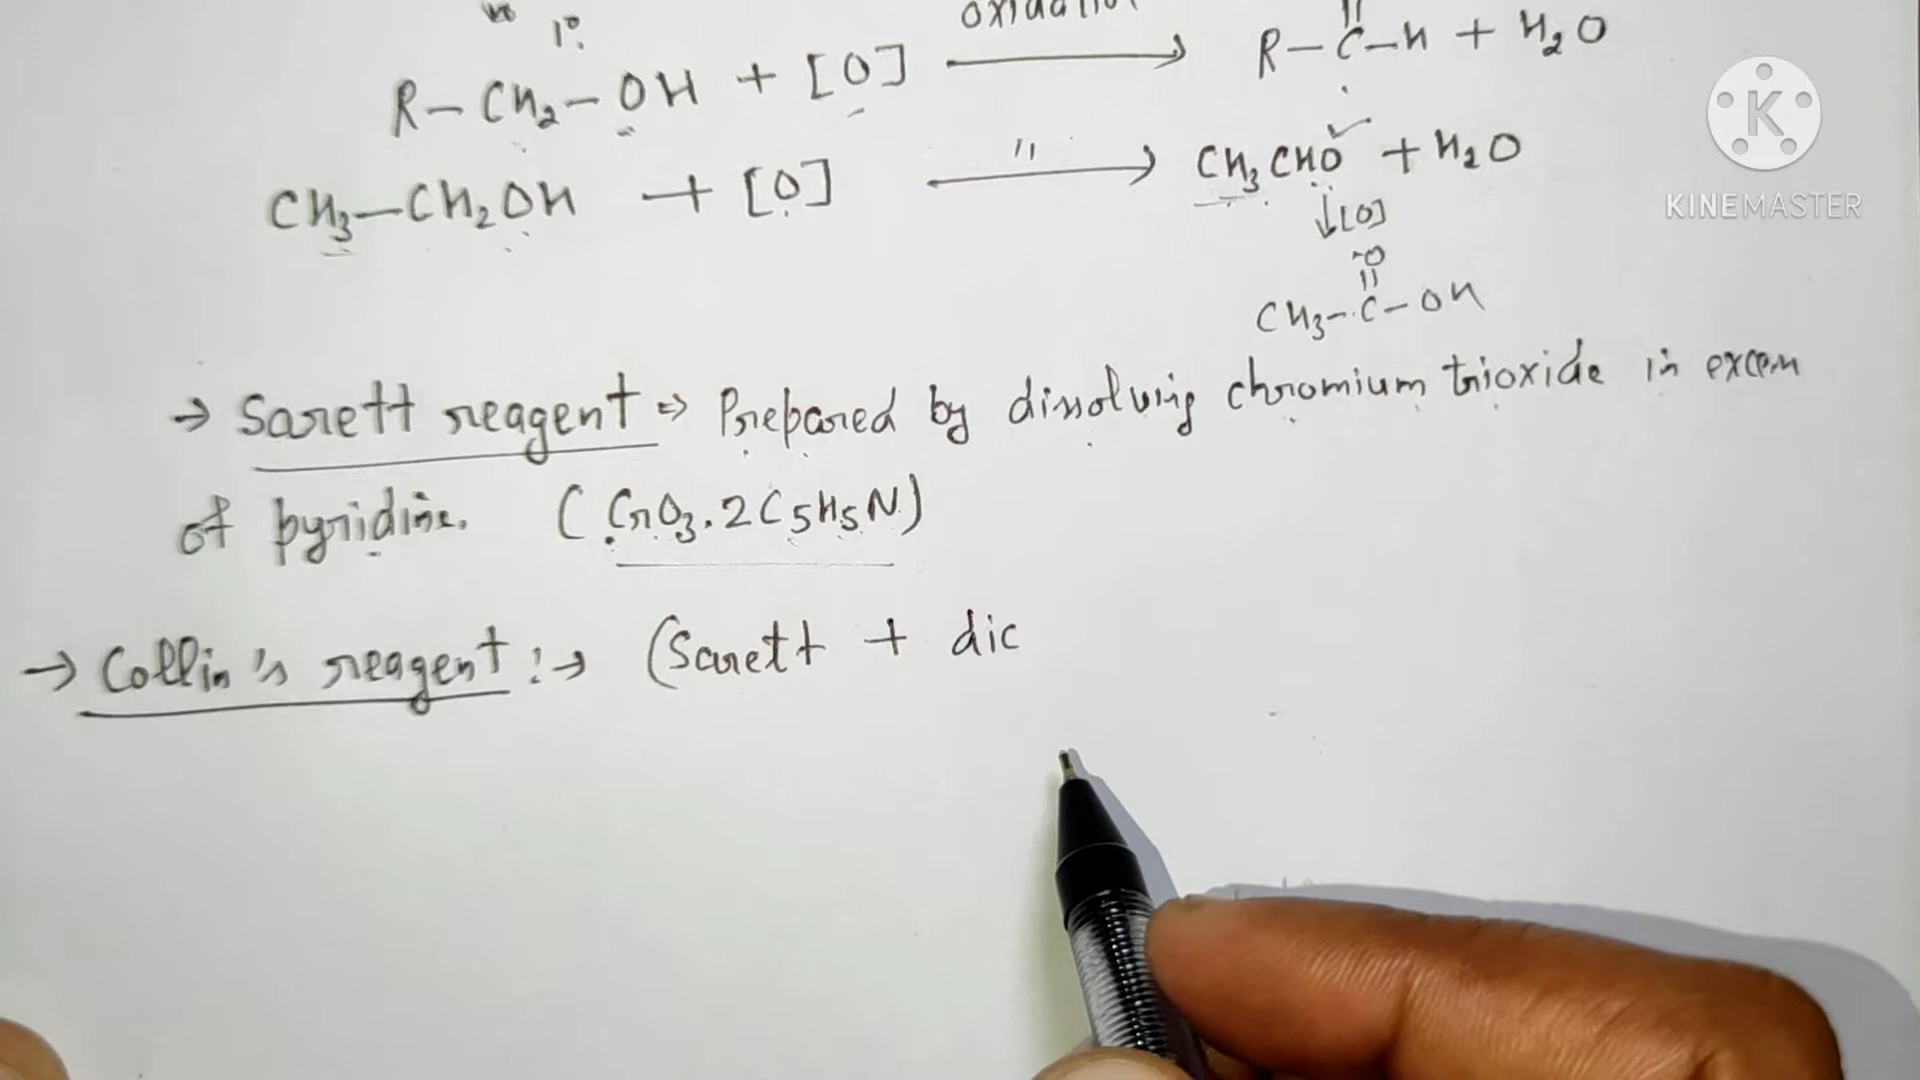 1°
oxidation
R-CH2-OH + [O] → R-C-H + H2O
K
CH3-CH2OH + [O] " → CH3CHO ✓ + H2O
KINEMASTER
↓[O]
O
CH3-C-OH
→ Sarett reagent ⇒ Prepared by dissolving chromium trioxide in excess
of pyridine. (CrO3.2C5H5N)
→ Collin's reagent :→ (Sarett + dic